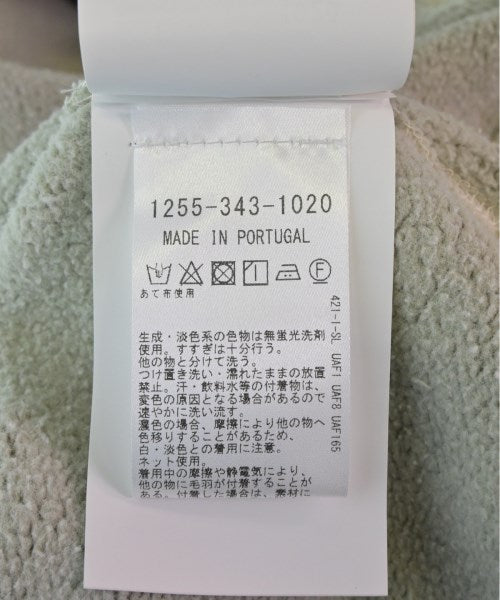 1255-343-1020
MADE IN PORTUGAL
F
あて布使用
421-I-SL UAF1 UAF8 UAF165
生成・淡色系の色物は無蛍光洗剤
使用。すすぎは十分行う。
他の物と分けて洗う。
つけ置き洗い・濡れたままの放置
禁止。汗・飲料水等の付着物は、
変色の原因となる場合があるので
速やかに洗い流す。
濃色の場合、摩擦により他の物へ
色移りすることがあるため、
白・淡色との着用に注意。
ネット使用。
着用中の摩擦や静電気により、
他の物に毛羽が付着することが
ある。付着した場合は、素材に